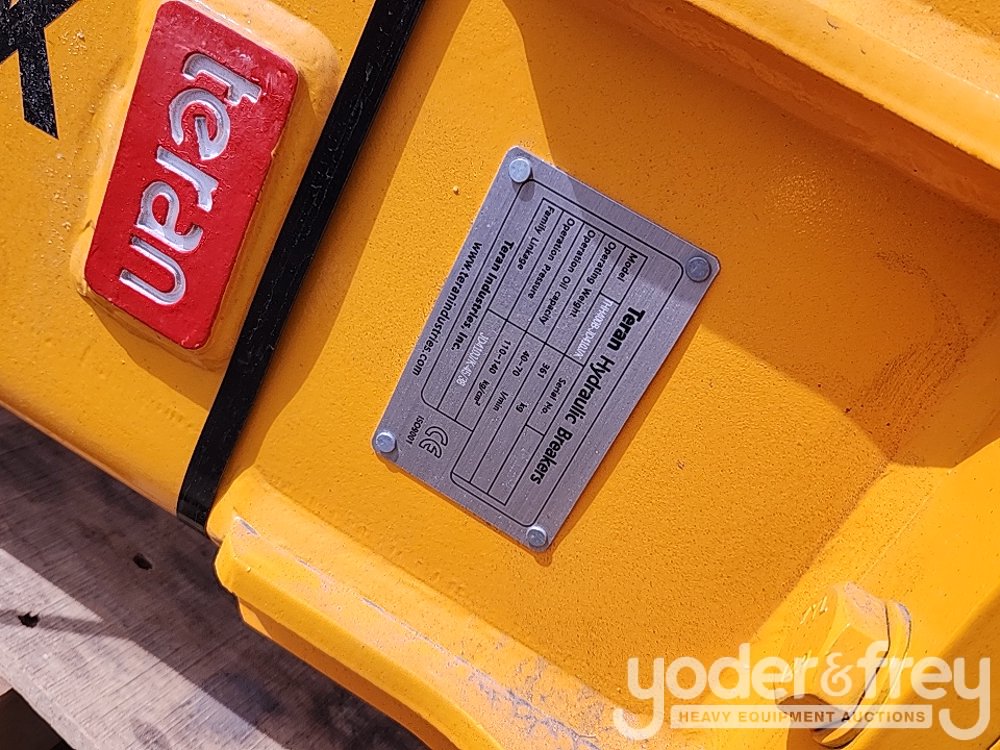 teran
Teran Hydraulic Breakers
Model
Serial No.
Operating Weight 361 kg
Operation Oil capacity 40~70 l/min
Operation Pressure 110~140 kg/cm²
Family Linkage
Teran Industries, Inc.
www.teranindustries.com
CE
ISO9001
yoder&frey
HEAVY EQUIPMENT AUCTIONS